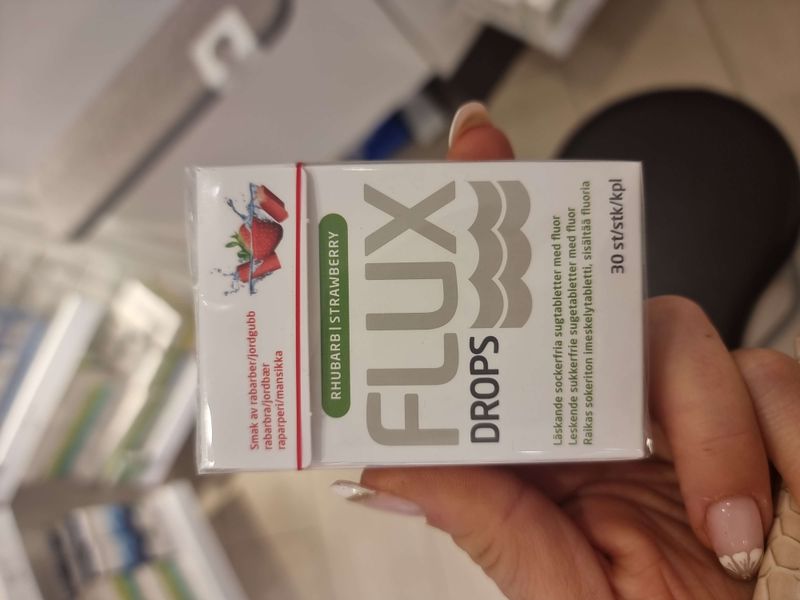 Smak av rabarber/jordgubb
rabarbra/jordbær
raparperi/mansikka
RHUBARB | STRAWBERRY
FLUX
DROPS
Läskande sockerfria sugtabletter med fluor
Leskende sukkerfrie sugetabletter med fluor
Raikas sokeriton imeskelytabletti, sisältää fluoria
30 st/stk/kpl